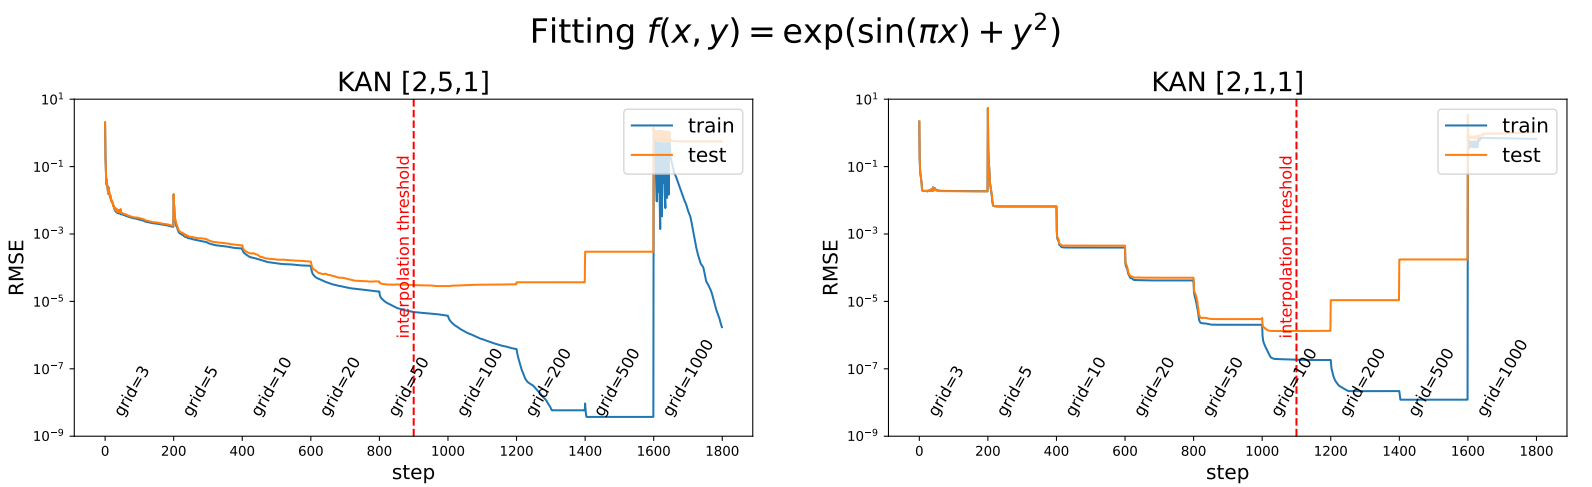 Fitting f(x, y) = exp(sin(πx) + y²)
KAN [2,5,1]
RMSE
10¹
10⁻¹
10⁻³
10⁻⁵
10⁻⁷
10⁻⁹
train
test
interpolation threshold
grid=3
grid=5
grid=10
grid=20
grid=50
grid=100
grid=200
grid=500
grid=1000
0 200 400 600 800 1000 1200 1400 1600 1800
step
KAN [2,1,1]
RMSE
10¹
10⁻¹
10⁻³
10⁻⁵
10⁻⁷
10⁻⁹
train
test
interpolation threshold
grid=3
grid=5
grid=10
grid=20
grid=50
grid=100
grid=200
grid=500
grid=1000
0 200 400 600 800 1000 1200 1400 1600 1800
step